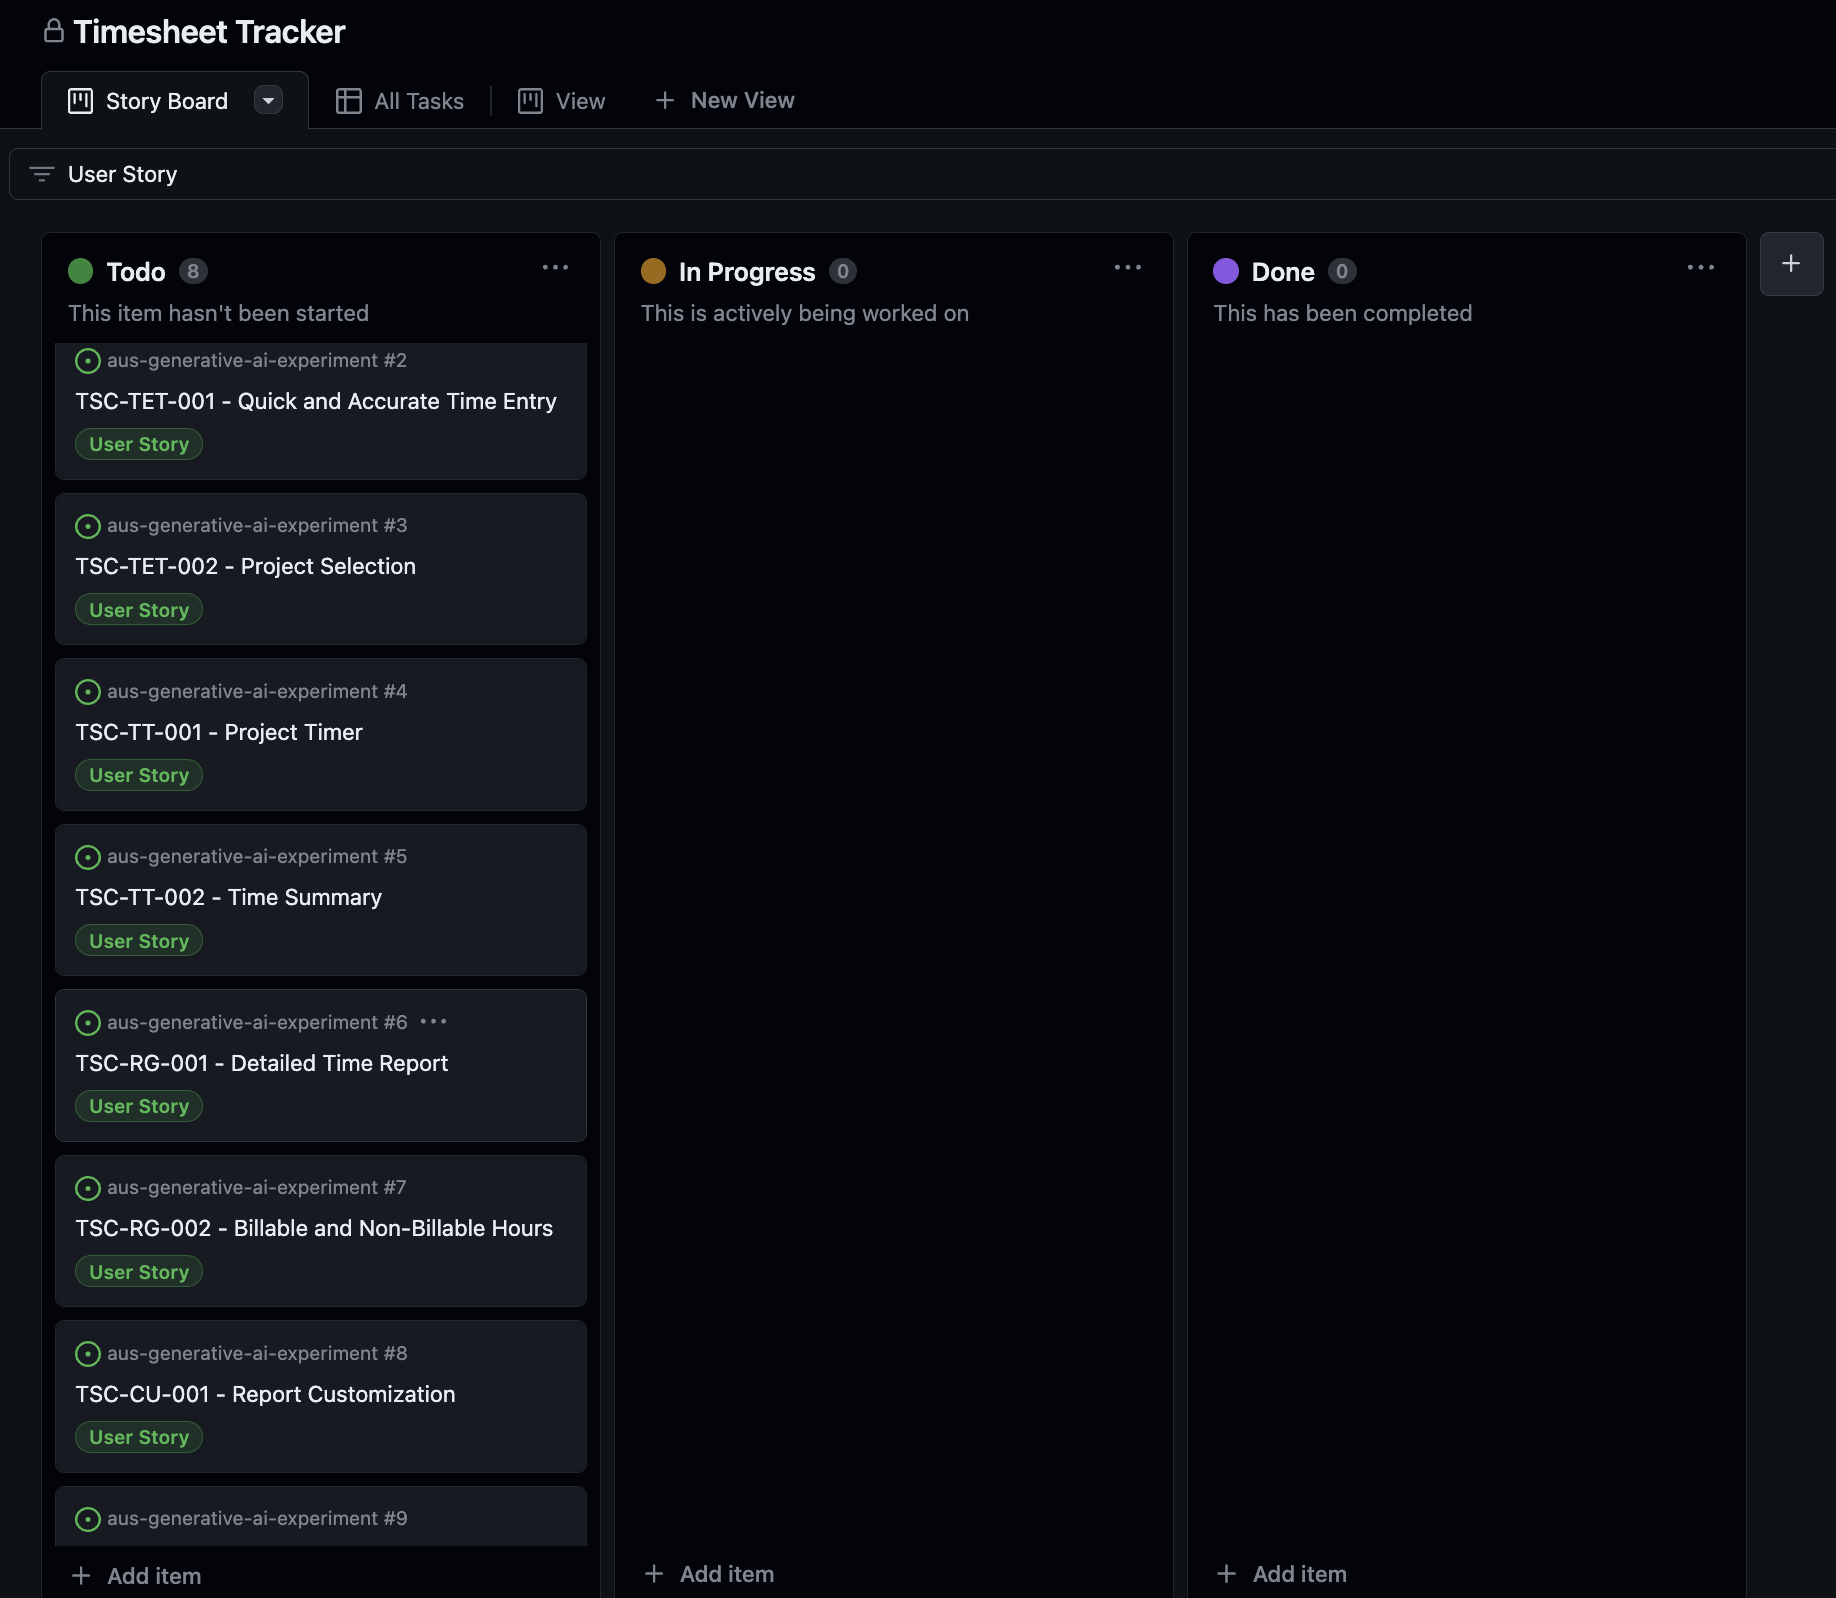 Timesheet Tracker
Story Board
All Tasks
View
New View
User Story
Todo 8
This item hasn't been started
aus-generative-ai-experiment #2
TSC-TET-001 - Quick and Accurate Time Entry
User Story
aus-generative-ai-experiment #3
TSC-TET-002 - Project Selection
User Story
aus-generative-ai-experiment #4
TSC-TT-001 - Project Timer
User Story
aus-generative-ai-experiment #5
TSC-TT-002 - Time Summary
User Story
aus-generative-ai-experiment #6
TSC-RG-001 - Detailed Time Report
User Story
aus-generative-ai-experiment #7
TSC-RG-002 - Billable and Non-Billable Hours
User Story
aus-generative-ai-experiment #8
TSC-CU-001 - Report Customization
User Story
aus-generative-ai-experiment #9
Add item
In Progress 0
This is actively being worked on
Add item
Done 0
This has been completed
Add item